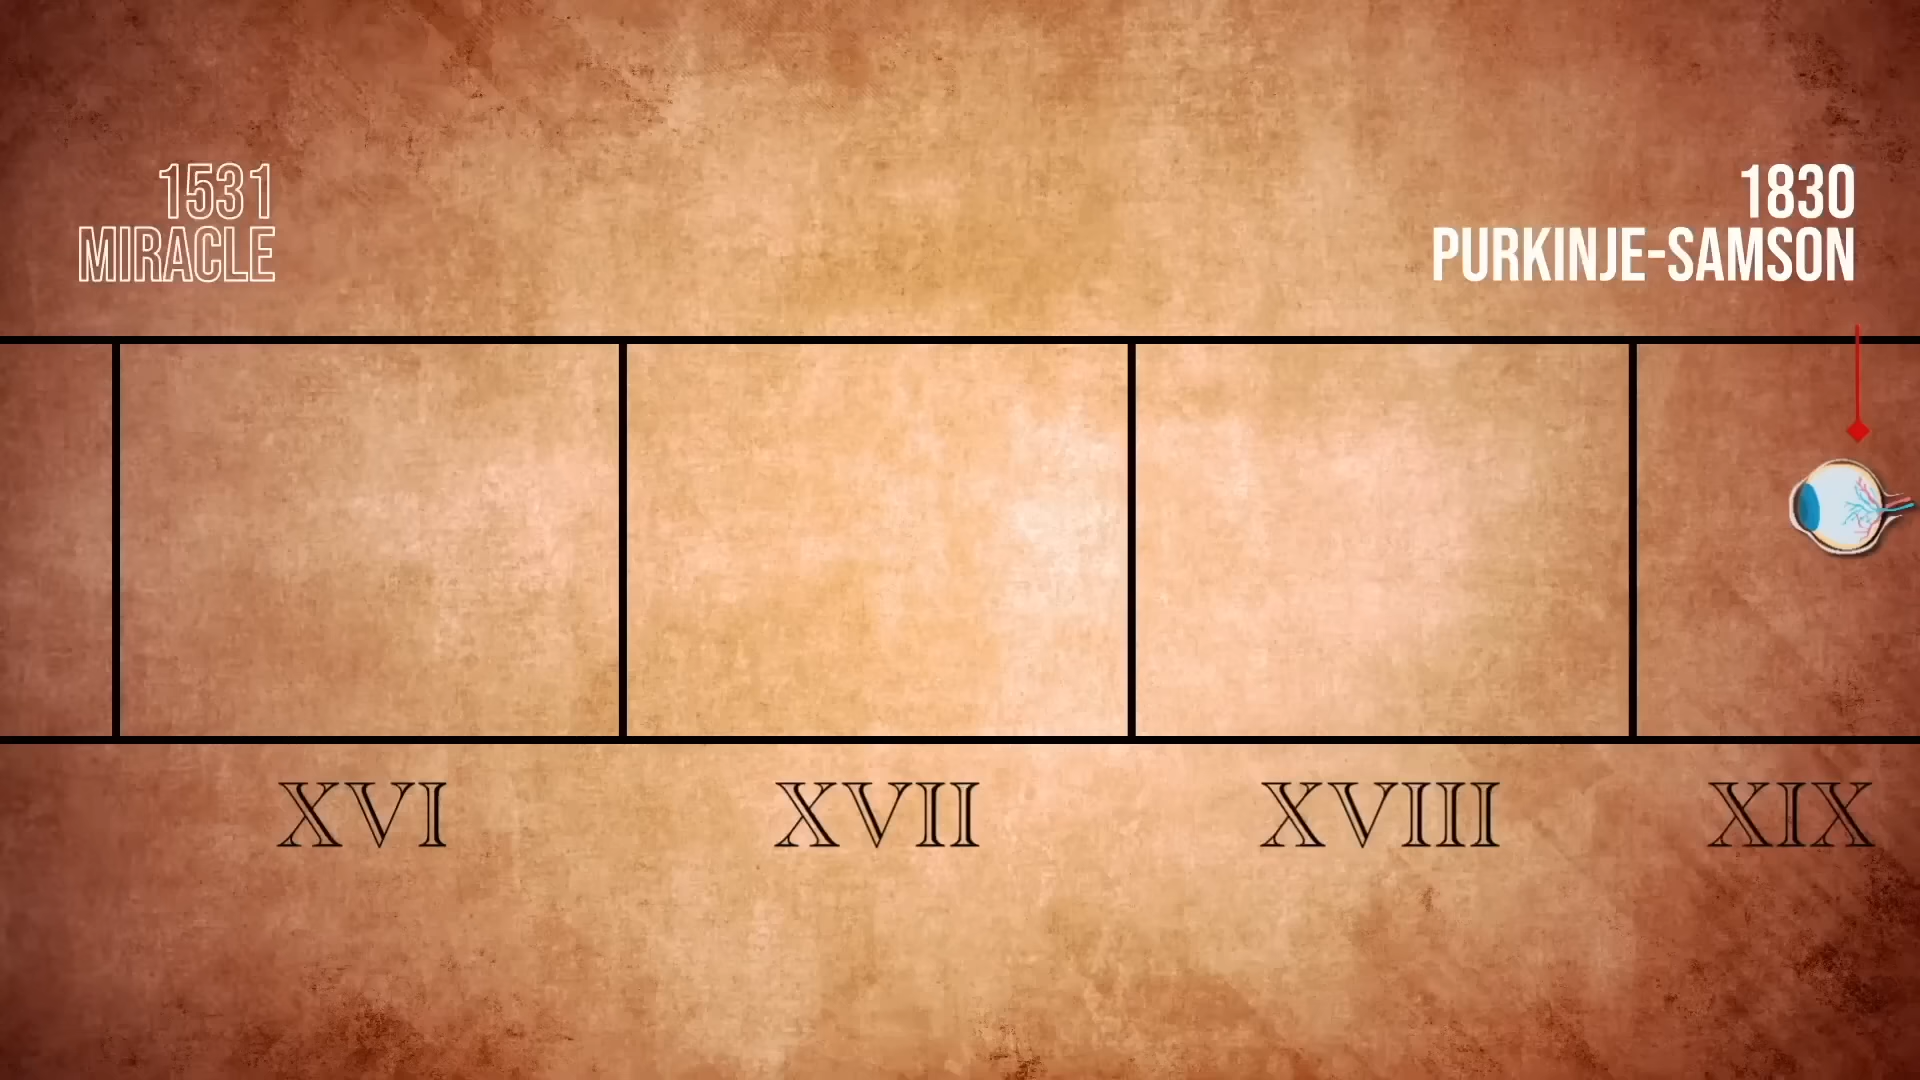 1531
MIRACLE
1830
PURKINJE-SAMSON
XVI
XVII
XVIII
XIX